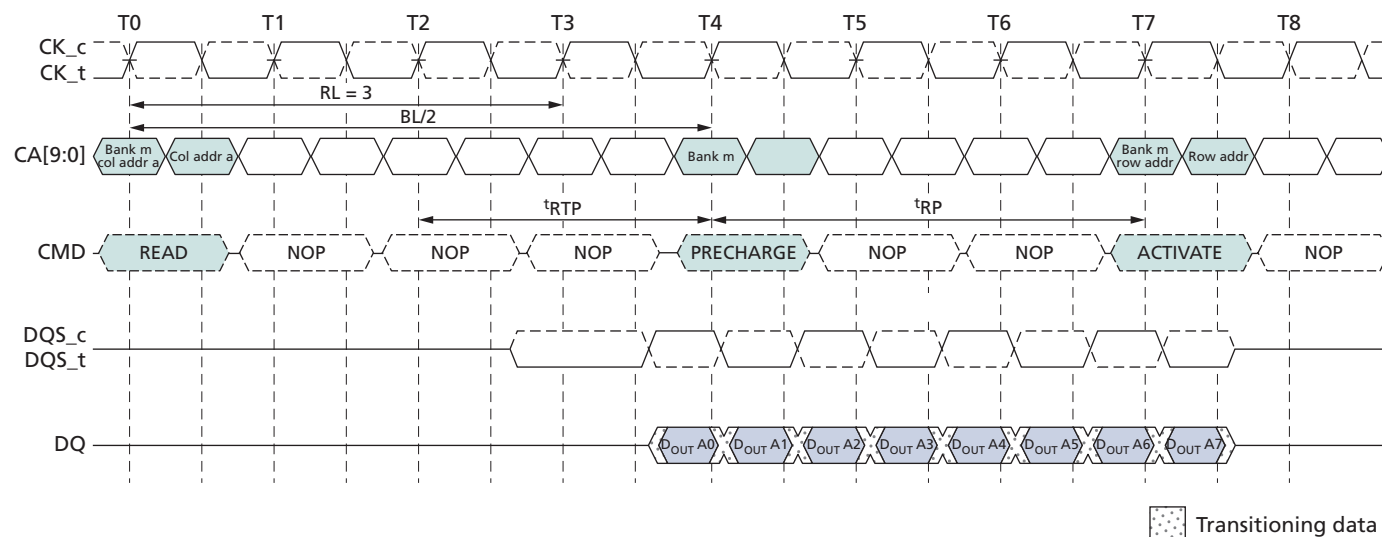 T0 T1 T2 T3 T4 T5 T6 T7 T8
CK_c
CK_t
RL = 3
BL/2
CA[9:0]
Bank m
col addr a
Col addr a
Bank m
Bank m
row addr
Row addr
tRTP
tRP
CMD
READ NOP NOP NOP PRECHARGE NOP NOP ACTIVATE NOP
DQS_c
DQS_t
DQ
DOUT A0 DOUT A1 DOUT A2 DOUT A3 DOUT A4 DOUT A5 DOUT A6 DOUT A7
Transitioning data